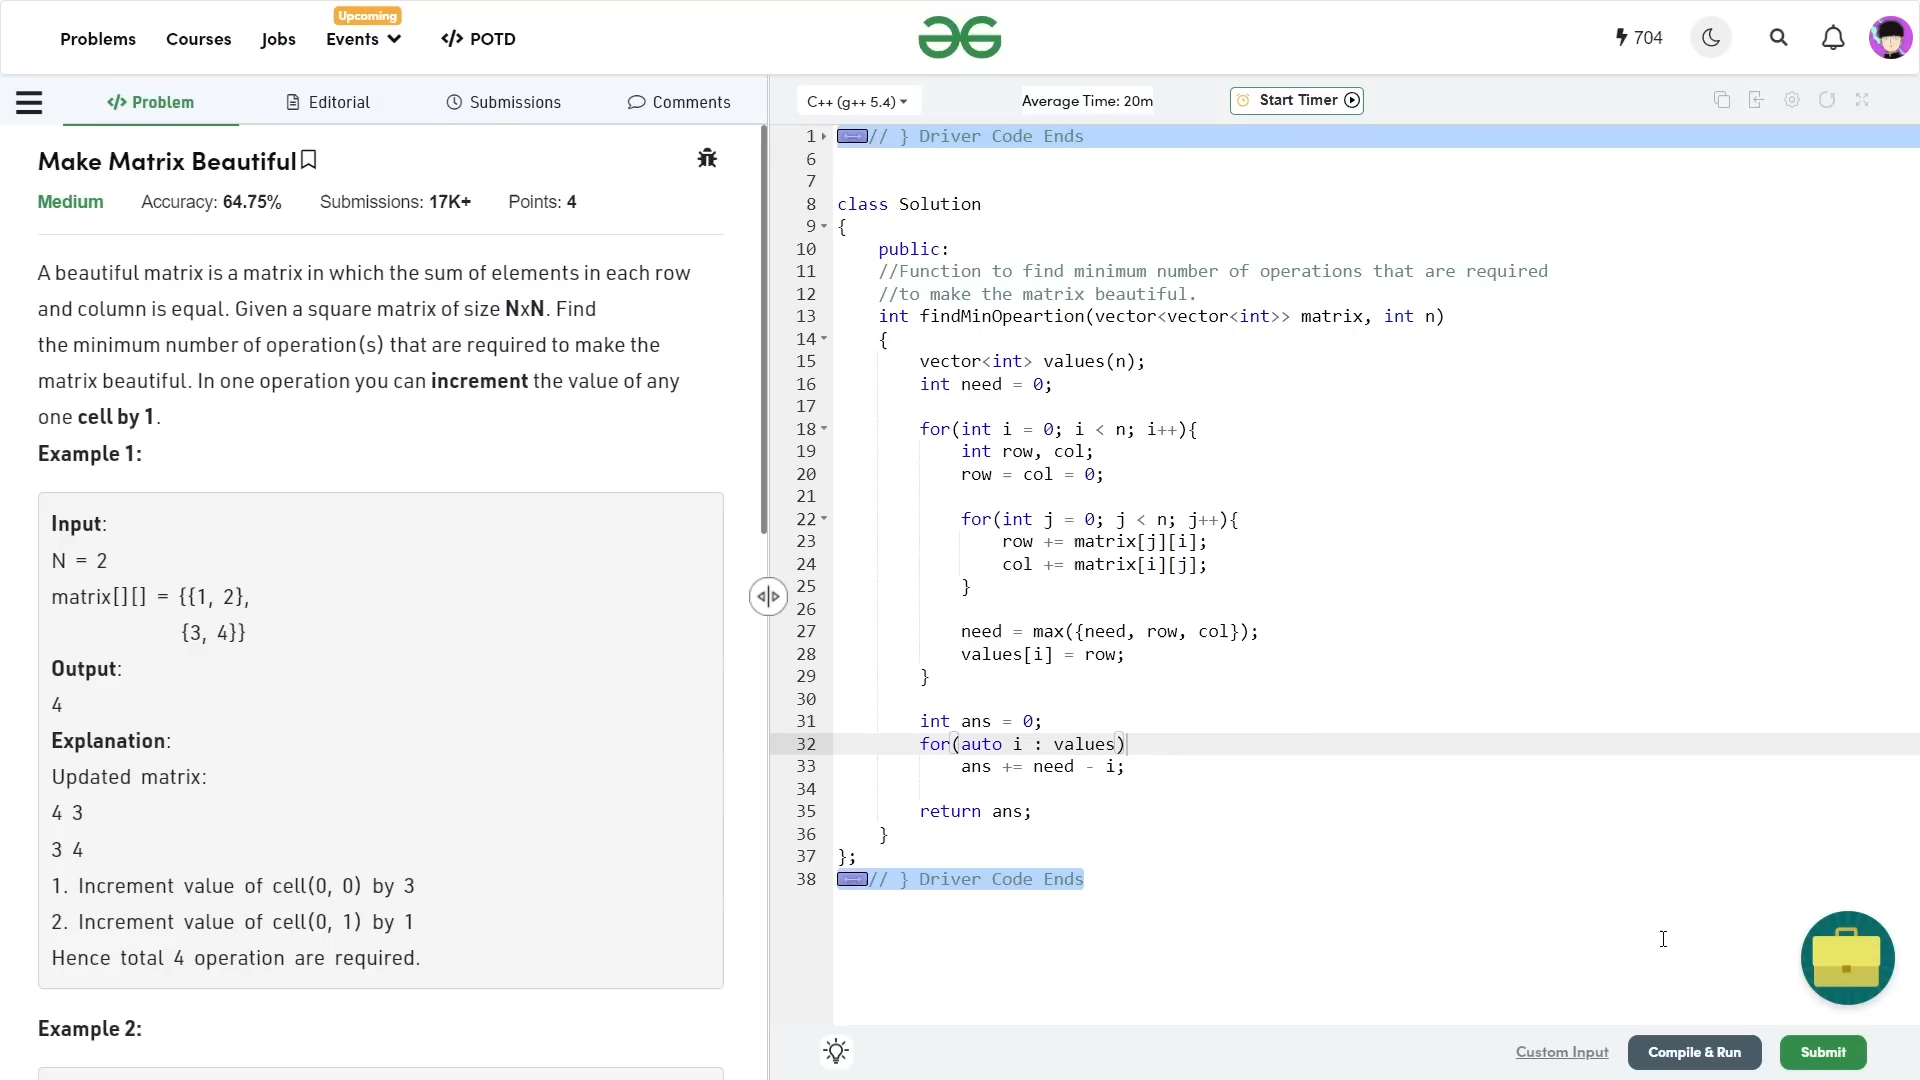 Problems Courses Jobs Events Upcoming POTD
704
Problem Editorial Submissions Comments
Make Matrix Beautiful
Medium Accuracy: 64.75% Submissions: 17K+ Points: 4
A beautiful matrix is a matrix in which the sum of elements in each row
and column is equal. Given a square matrix of size NxN. Find
the minimum number of operation(s) that are required to make the
matrix beautiful. In one operation you can increment the value of any
one cell by 1.
Example 1:
Input:
N = 2
matrix[][] = {{1, 2},
{3, 4}}
Output:
4
Explanation:
Updated matrix:
4 3
3 4
1. Increment value of cell(0, 0) by 3
2. Increment value of cell(0, 1) by 1
Hence total 4 operation are required.
Example 2:
C++ (g++ 5.4) Average Time: 20m Start Timer
1 // } Driver Code Ends
6
7
8 class Solution
9 {
10 public:
11 //Function to find minimum number of operations that are required
12 //to make the matrix beautiful.
13 int findMinOpeartion(vector<vector<int>> matrix, int n)
14 {
15 vector<int> values(n);
16 int need = 0;
17
18 for(int i = 0; i < n; i++){
19 int row, col;
20 row = col = 0;
21
22 for(int j = 0; j < n; j++){
23 row += matrix[j][i];
24 col += matrix[i][j];
25 }
26
27 need = max({need, row, col});
28 values[i] = row;
29 }
30
31 int ans = 0;
32 for(auto i : values)
33 ans += need - i;
34
35 return ans;
36 }
37 };
38 // } Driver Code Ends
Custom Input Compile & Run Submit